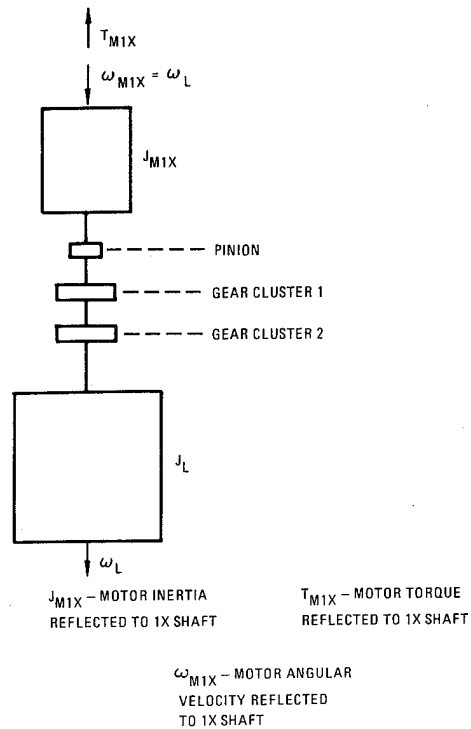 T_M1X
ω_M1X = ω_L
J_M1X
PINION
GEAR CLUSTER 1
GEAR CLUSTER 2
J_L
ω_L
J_M1X – MOTOR INERTIA
REFLECTED TO 1X SHAFT
T_M1X – MOTOR TORQUE
REFLECTED TO 1X SHAFT
ω_M1X – MOTOR ANGULAR
VELOCITY REFLECTED
TO 1X SHAFT